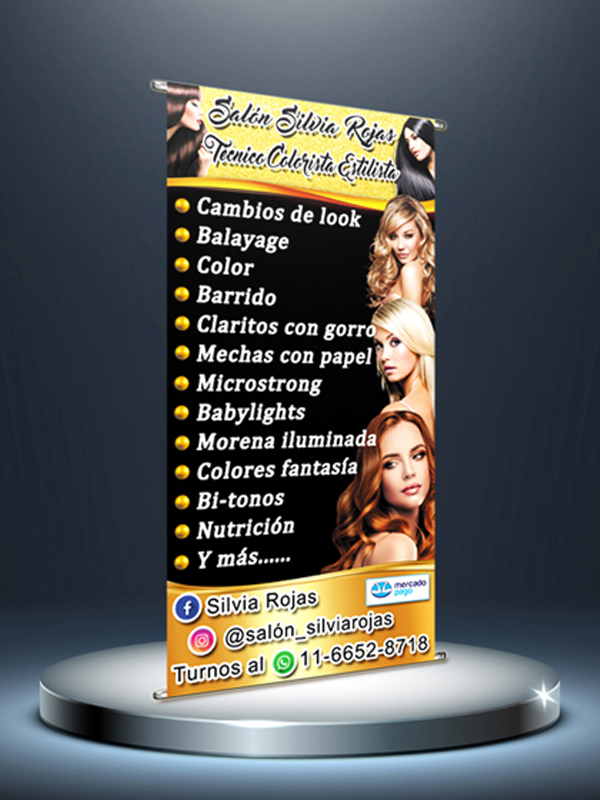 Salón Silvia Rojas
Tecnico Colorista Estilista
Cambios de look
Balayage
Color
Barrido
Claritos con gorro
Mechas con papel
Microstrong
Babylights
Morena iluminada
Colores fantasía
Bi-tonos
Nutrición
Y más......
mercado
pago
Silvia Rojas
@salón_silviarojas
Turnos al 11-6652-8718